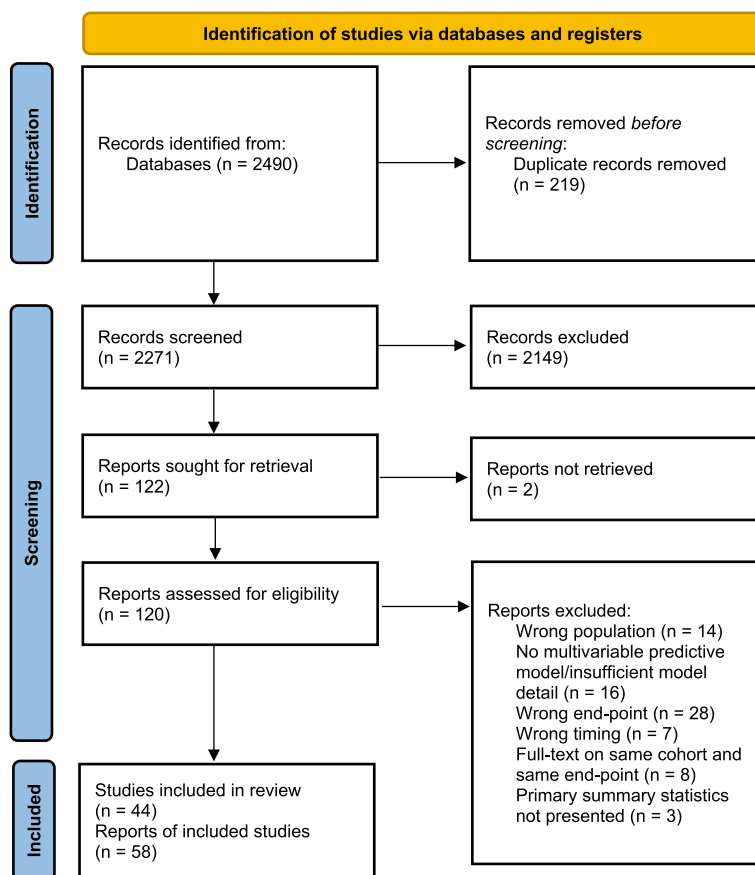 Identification of studies via databases and registers
Identification
Records identified from:
Databases (n = 2490)
Records removed before
screening:
Duplicate records removed
(n = 219)
Screening
Records screened
(n = 2271)
Records excluded
(n = 2149)
Reports sought for retrieval
(n = 122)
Reports not retrieved
(n = 2)
Reports assessed for eligibility
(n = 120)
Reports excluded:
Wrong population (n = 14)
No multivariable predictive
model/insufficient model
detail (n = 16)
Wrong end-point (n = 28)
Wrong timing (n = 7)
Full-text on same cohort and
same end-point (n = 8)
Primary summary statistics
not presented (n = 3)
Included
Studies included in review
(n = 44)
Reports of included studies
(n = 58)